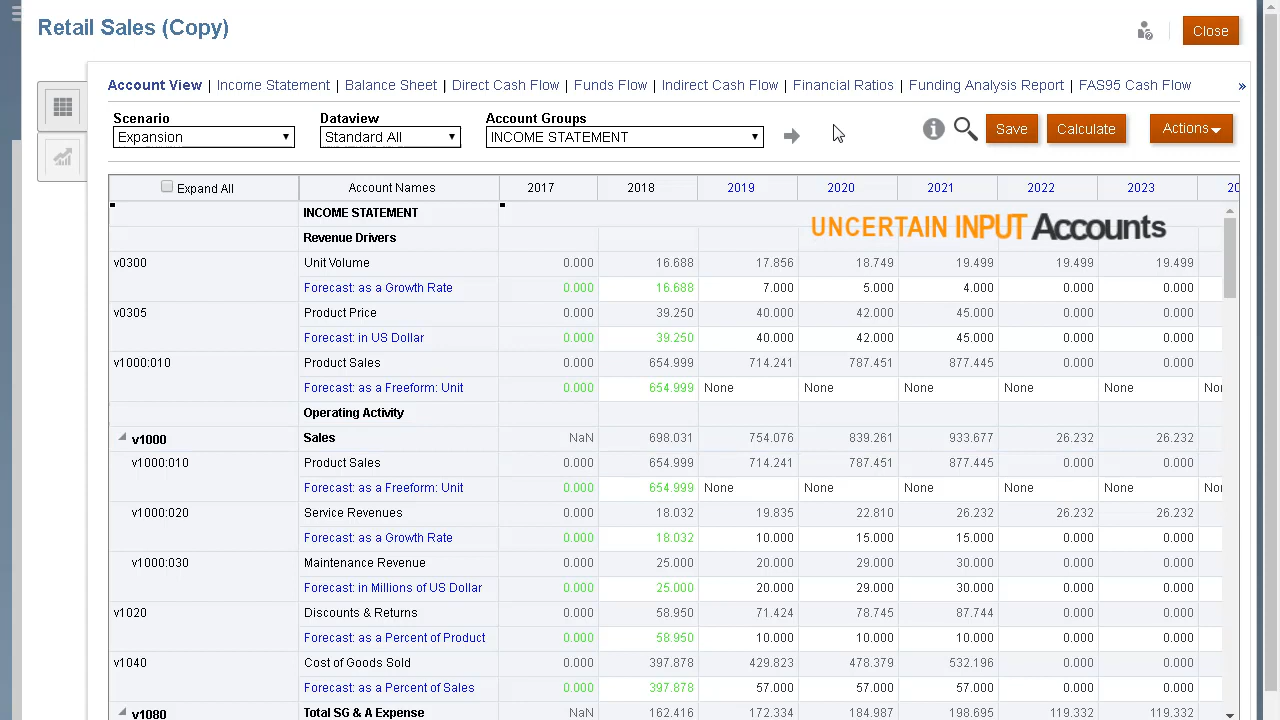 Retail Sales (Copy)
Close
Account View | Income Statement | Balance Sheet | Direct Cash Flow | Funds Flow | Indirect Cash Flow | Financial Ratios | Funding Analysis Report | FAS95 Cash Flow »
Scenario Dataview Account Groups
Expansion Standard All INCOME STATEMENT Save Calculate Actions
Expand All Account Names 2017 2018 2019 2020 2021 2022 2023 20
INCOME STATEMENT
UNCERTAIN INPUT Accounts
Revenue Drivers
v0300 Unit Volume 0.000 16.688 17.856 18.749 19.499 19.499 19.499
Forecast: as a Growth Rate 0.000 16.688 7.000 5.000 4.000 0.000 0.000
v0305 Product Price 0.000 39.250 40.000 42.000 45.000 0.000 0.000
Forecast: in US Dollar 0.000 39.250 40.000 42.000 45.000 0.000 0.000
v1000:010 Product Sales 0.000 654.999 714.241 787.451 877.445 0.000 0.000
Forecast: as a Freeform: Unit 0.000 654.999 None None None None None Nor
Operating Activity
v1000 Sales NaN 698.031 754.076 839.261 933.677 26.232 26.232
v1000:010 Product Sales 0.000 654.999 714.241 787.451 877.445 0.000 0.000
Forecast: as a Freeform: Unit 0.000 654.999 None None None None None Nor
v1000:020 Service Revenues 0.000 18.032 19.835 22.810 26.232 26.232 26.232
Forecast: as a Growth Rate 0.000 18.032 10.000 15.000 15.000 0.000 0.000
v1000:030 Maintenance Revenue 0.000 25.000 20.000 29.000 30.000 0.000 0.000
Forecast: in Millions of US Dollar 0.000 25.000 20.000 29.000 30.000 0.000 0.000
v1020 Discounts & Returns 0.000 58.950 71.424 78.745 87.744 0.000 0.000
Forecast: as a Percent of Product 0.000 58.950 10.000 10.000 10.000 0.000 0.000
v1040 Cost of Goods Sold 0.000 397.878 429.823 478.379 532.196 0.000 0.000
Forecast: as a Percent of Sales 0.000 397.878 57.000 57.000 57.000 0.000 0.000
v1080 Total SG & A Expense NaN 162.416 172.334 184.987 198.695 119.332 119.332